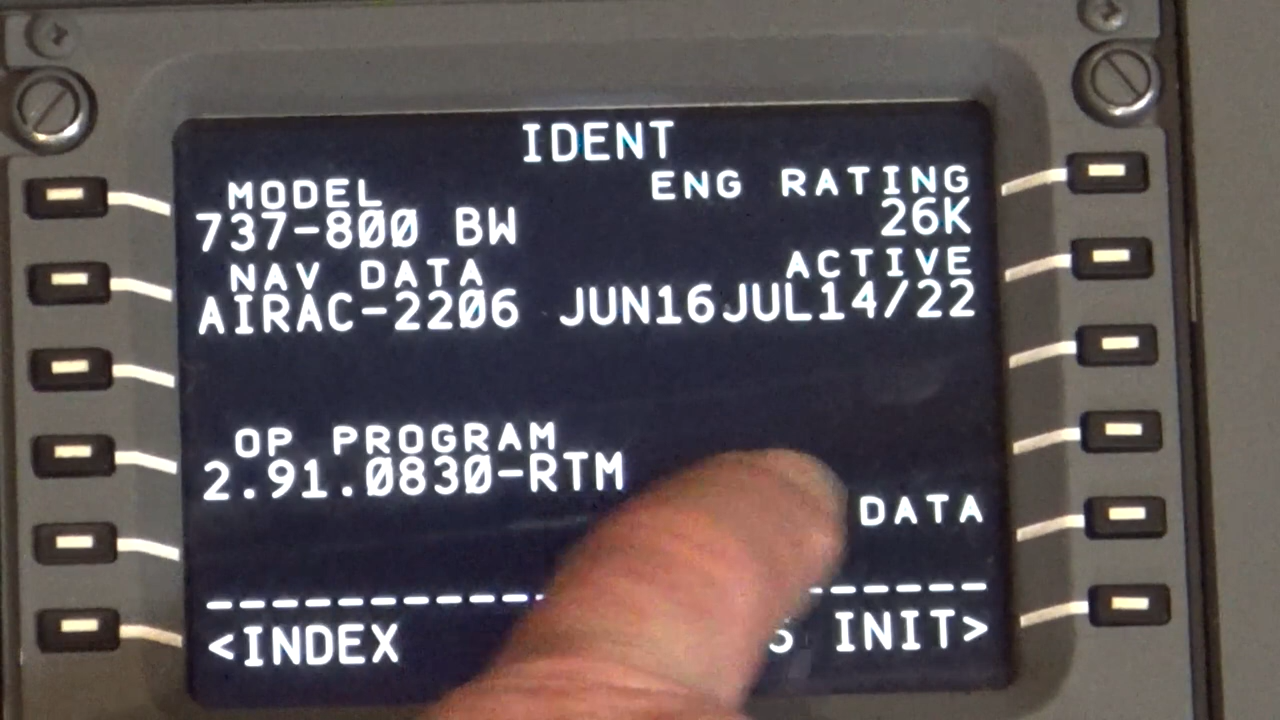 IDENT
MODEL ENG RATING
737-800 BW 26K
NAV DATA ACTIVE
AIRAC-2206 JUN16JUL14/22
OP PROGRAM
2.91.0830-RTM
DATA
<INDEX INIT>